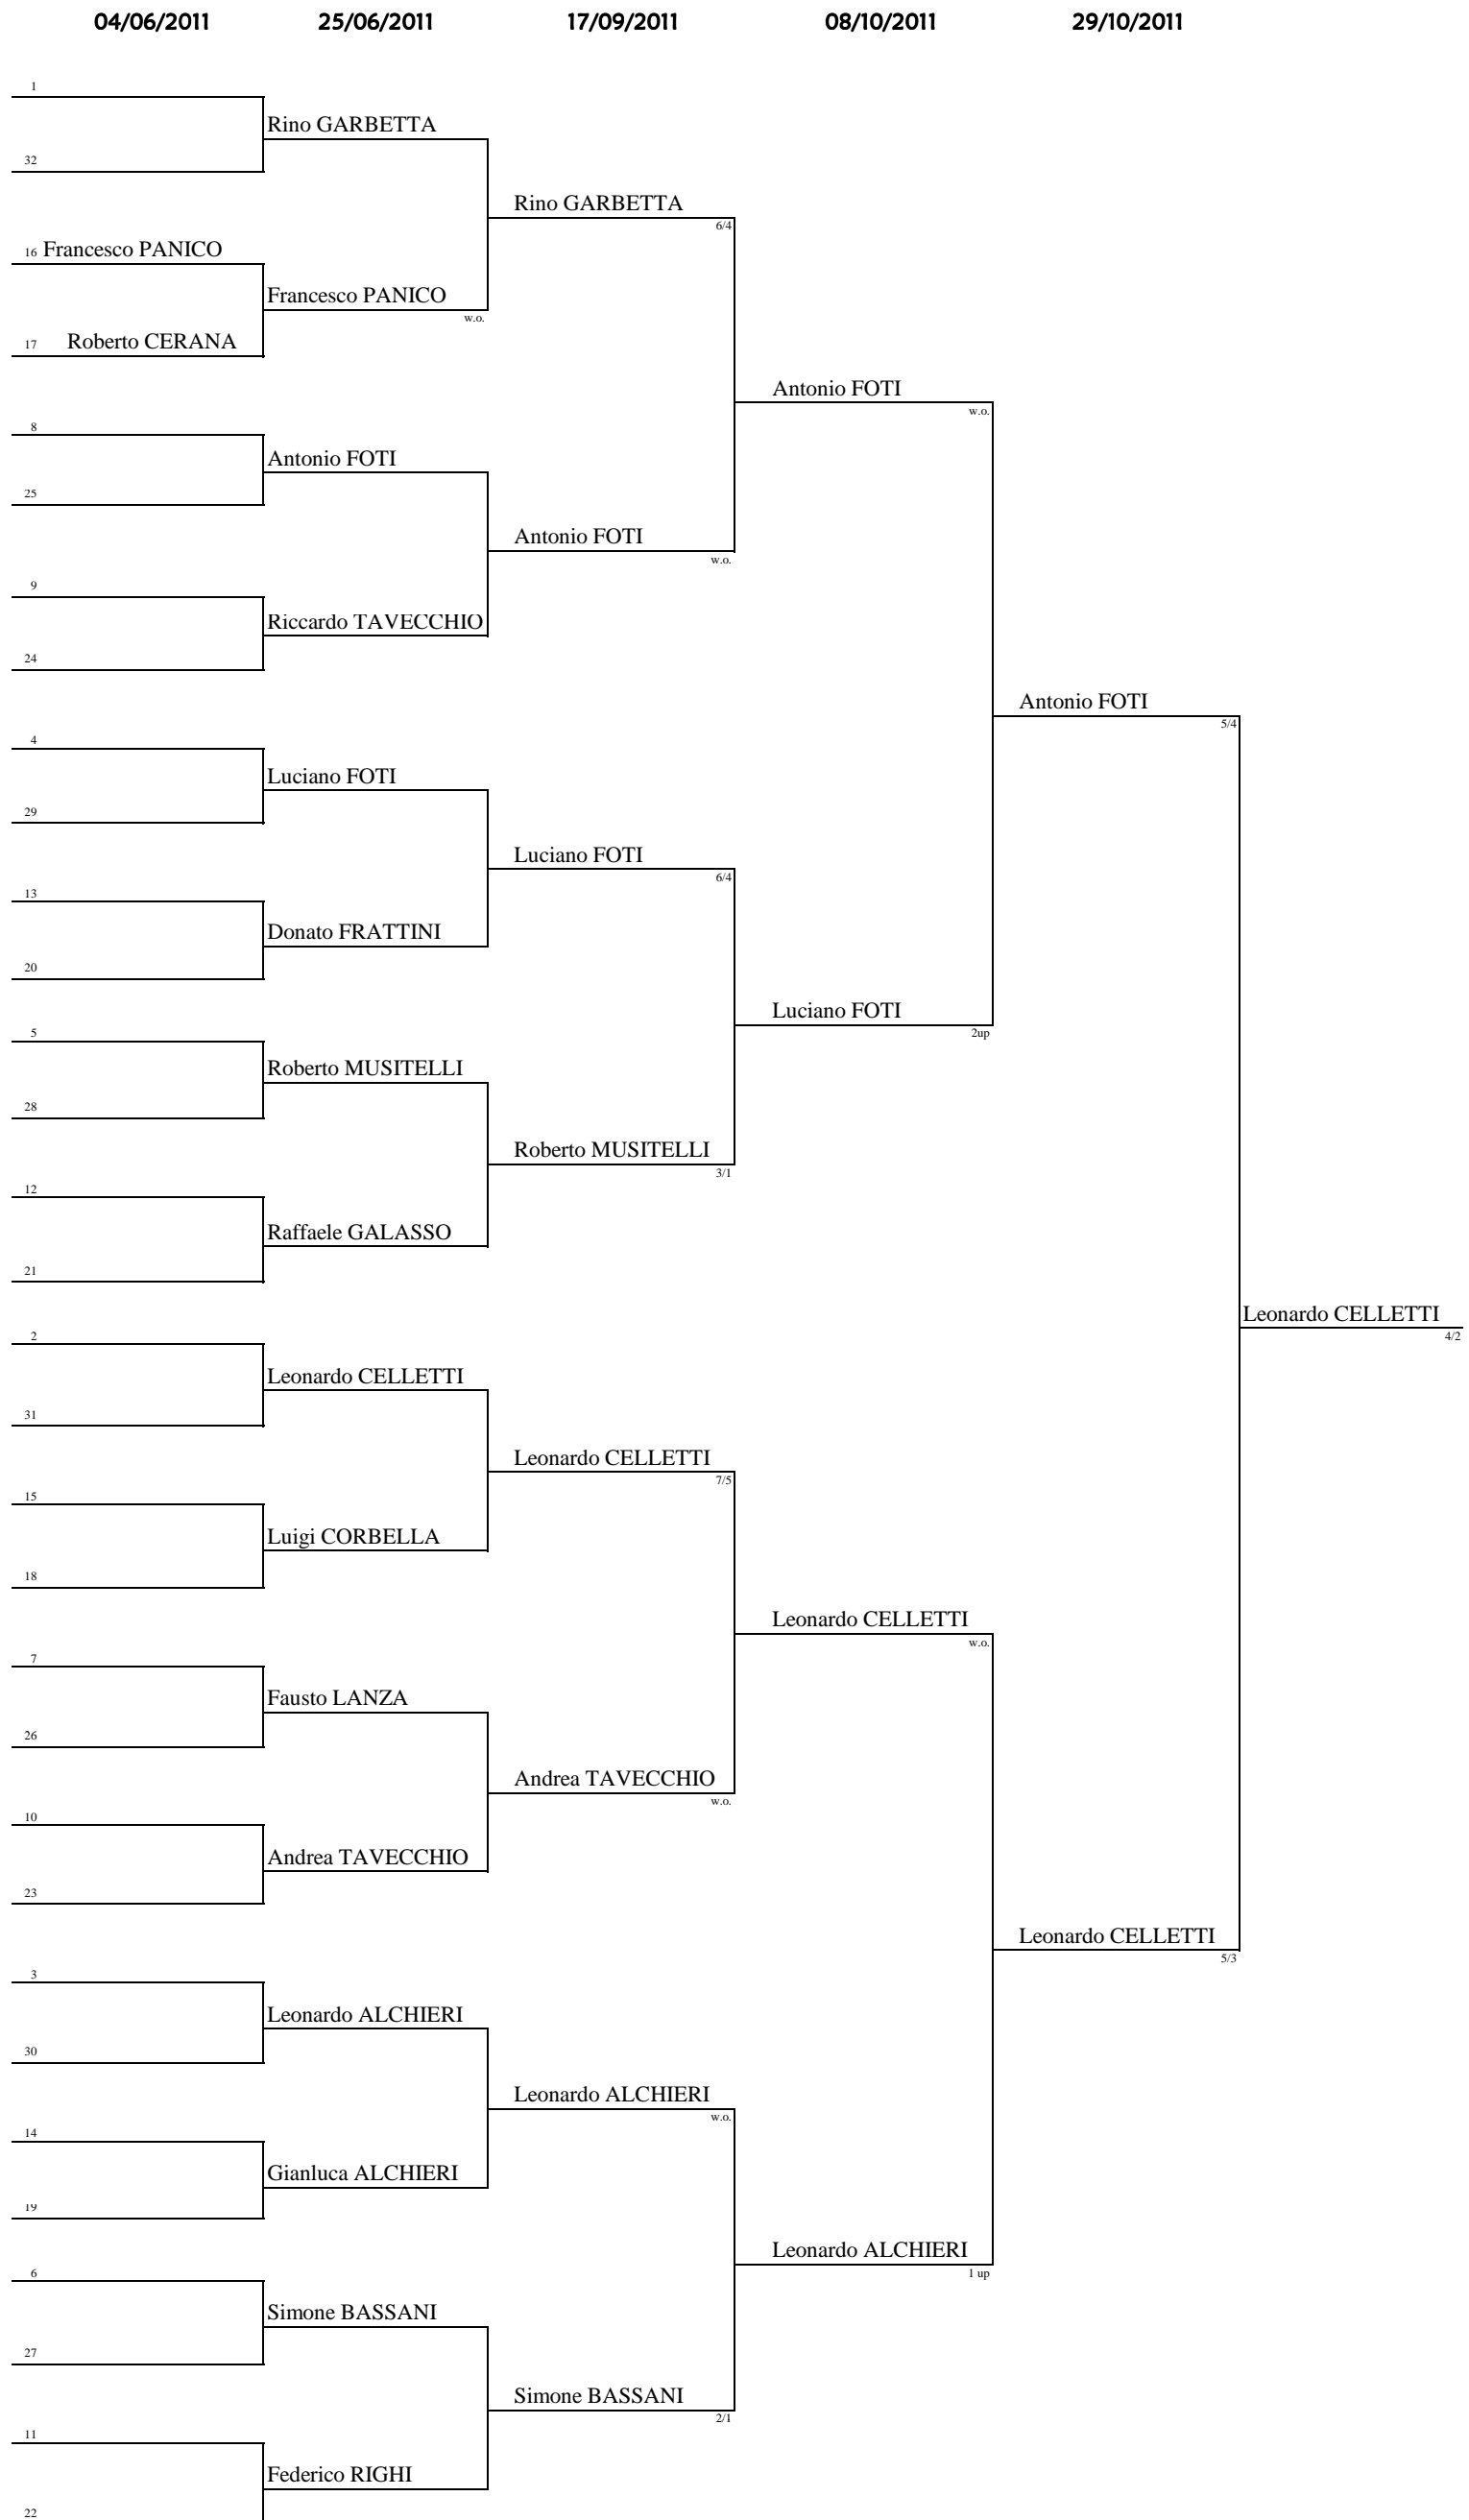 04/06/2011 25/06/2011 17/09/2011 08/10/2011 29/10/2011
1
Rino GARBETTA
32
Rino GARBETTA
6/4
16 Francesco PANICO
Francesco PANICO
w.o.
17 Roberto CERANA
Antonio FOTI
w.o.
8
Antonio FOTI
25
Antonio FOTI
w.o.
9
Riccardo TAVECCHIO
24
Antonio FOTI
5/4
4
Luciano FOTI
29
Luciano FOTI
6/4
13
Donato FRATTINI
20
Luciano FOTI
2up
5
Roberto MUSITELLI
28
Roberto MUSITELLI
3/1
12
Raffaele GALASSO
21
Leonardo CELLETTI
4/2
2
Leonardo CELLETTI
31
Leonardo CELLETTI
7/5
15
Luigi CORBELLA
18
Leonardo CELLETTI
w.o.
7
Fausto LANZA
26
Andrea TAVECCHIO
w.o.
10
Andrea TAVECCHIO
23
Leonardo CELLETTI
5/3
3
Leonardo ALCHIERI
30
Leonardo ALCHIERI
w.o.
14
Gianluca ALCHIERI
19
Leonardo ALCHIERI
1 up
6
Simone BASSANI
27
Simone BASSANI
2/1
11
Federico RIGHI
22